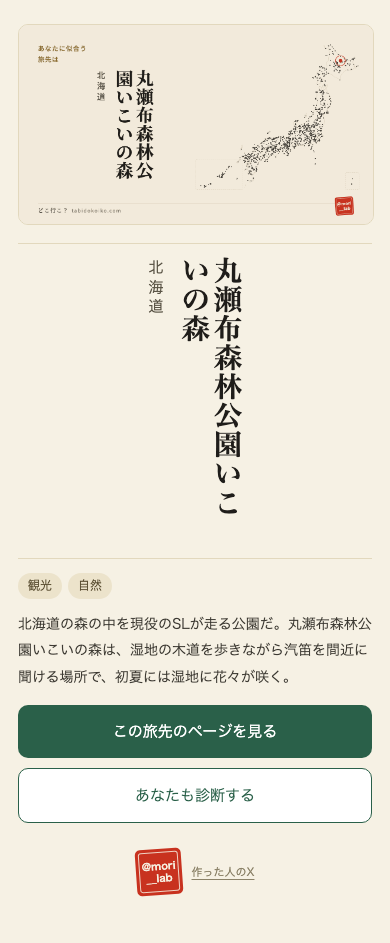 あなたに似合う
旅先は
丸瀬布森林公
園いこいの森
北海道
どこ行こ？ tabidokoiko.com
@mori
__lab
丸瀬布森林公園いこ
いの森
北海道
観光
自然
北海道の森の中を現役のSLが走る公園だ。丸瀬布森林公
園いこいの森は、湿地の木道を歩きながら汽笛を間近に
聞ける場所で、初夏には湿地に花々が咲く。
この旅先のページを見る
あなたも診断する
@mori
__lab
作った人のX